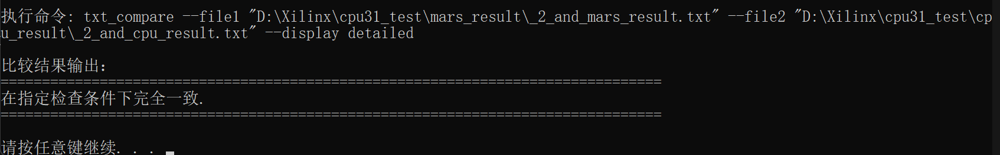 执行命令: txt_compare --file1 "D:\Xilinx\cpu31_test\mars_result\_2_and_mars_result.txt" --file2 "D:\Xilinx\cpu31_test\cp
u_result\_2_and_cpu_result.txt" --display detailed
比较结果输出：
================================================================================
在指定检查条件下完全一致.
================================================================================
请按任意键继续. . .